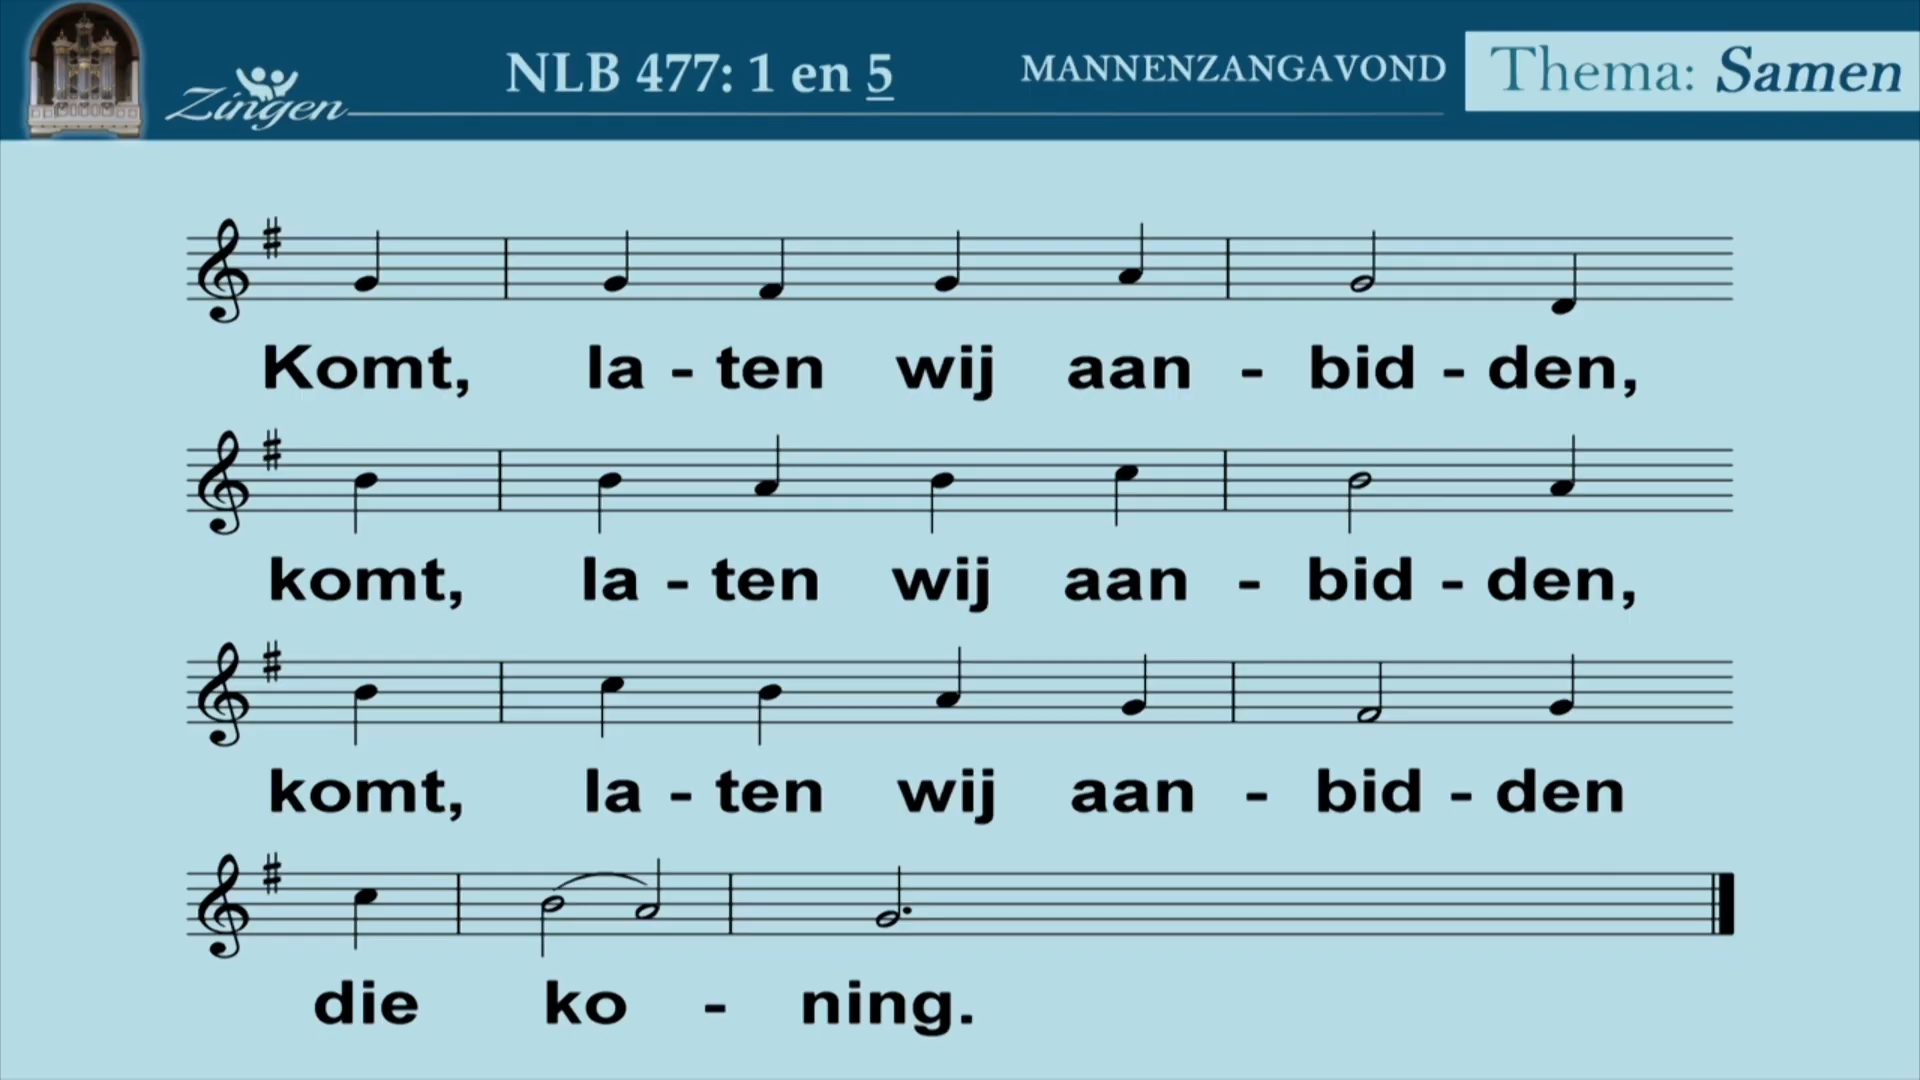 Zingen
NLB 477: 1 en 5
MANNENZANGAVOND
Thema: Samen
Komt, la - ten wij aan - bid - den,
komt, la - ten wij aan - bid - den,
komt, la - ten wij aan - bid - den
die ko - ning.